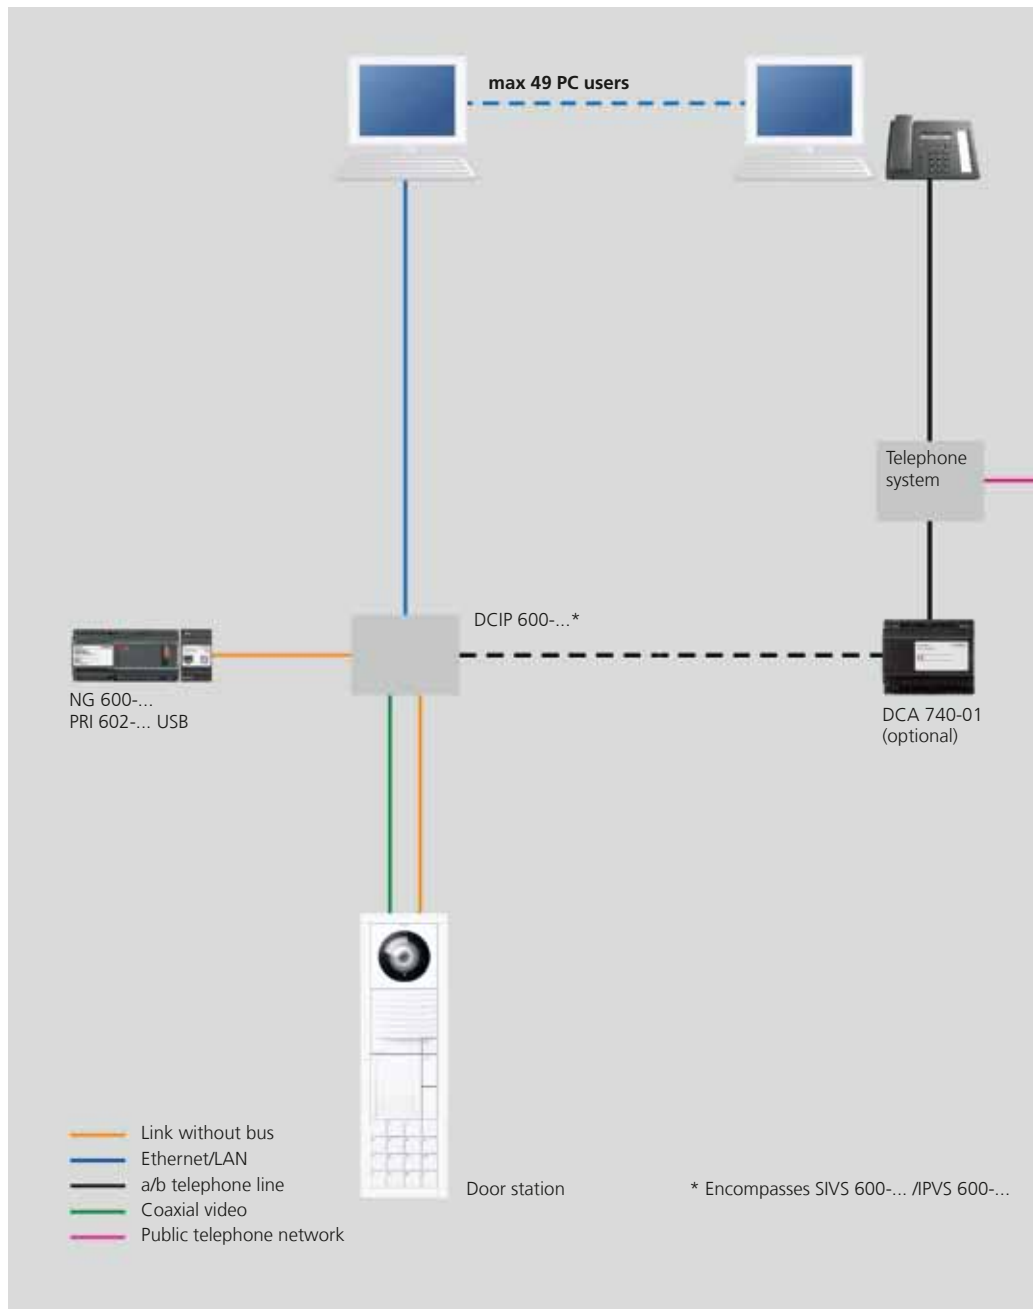 max 49 PC users
Telephone
system
DCIP 600-...*
NG 600-...
PRI 602-... USB
DCA 740-01
(optional)
Link without bus
Ethernet/LAN
a/b telephone line
Coaxial video
Public telephone network
Door station
* Encompasses SIVS 600-... /IPVS 600-...